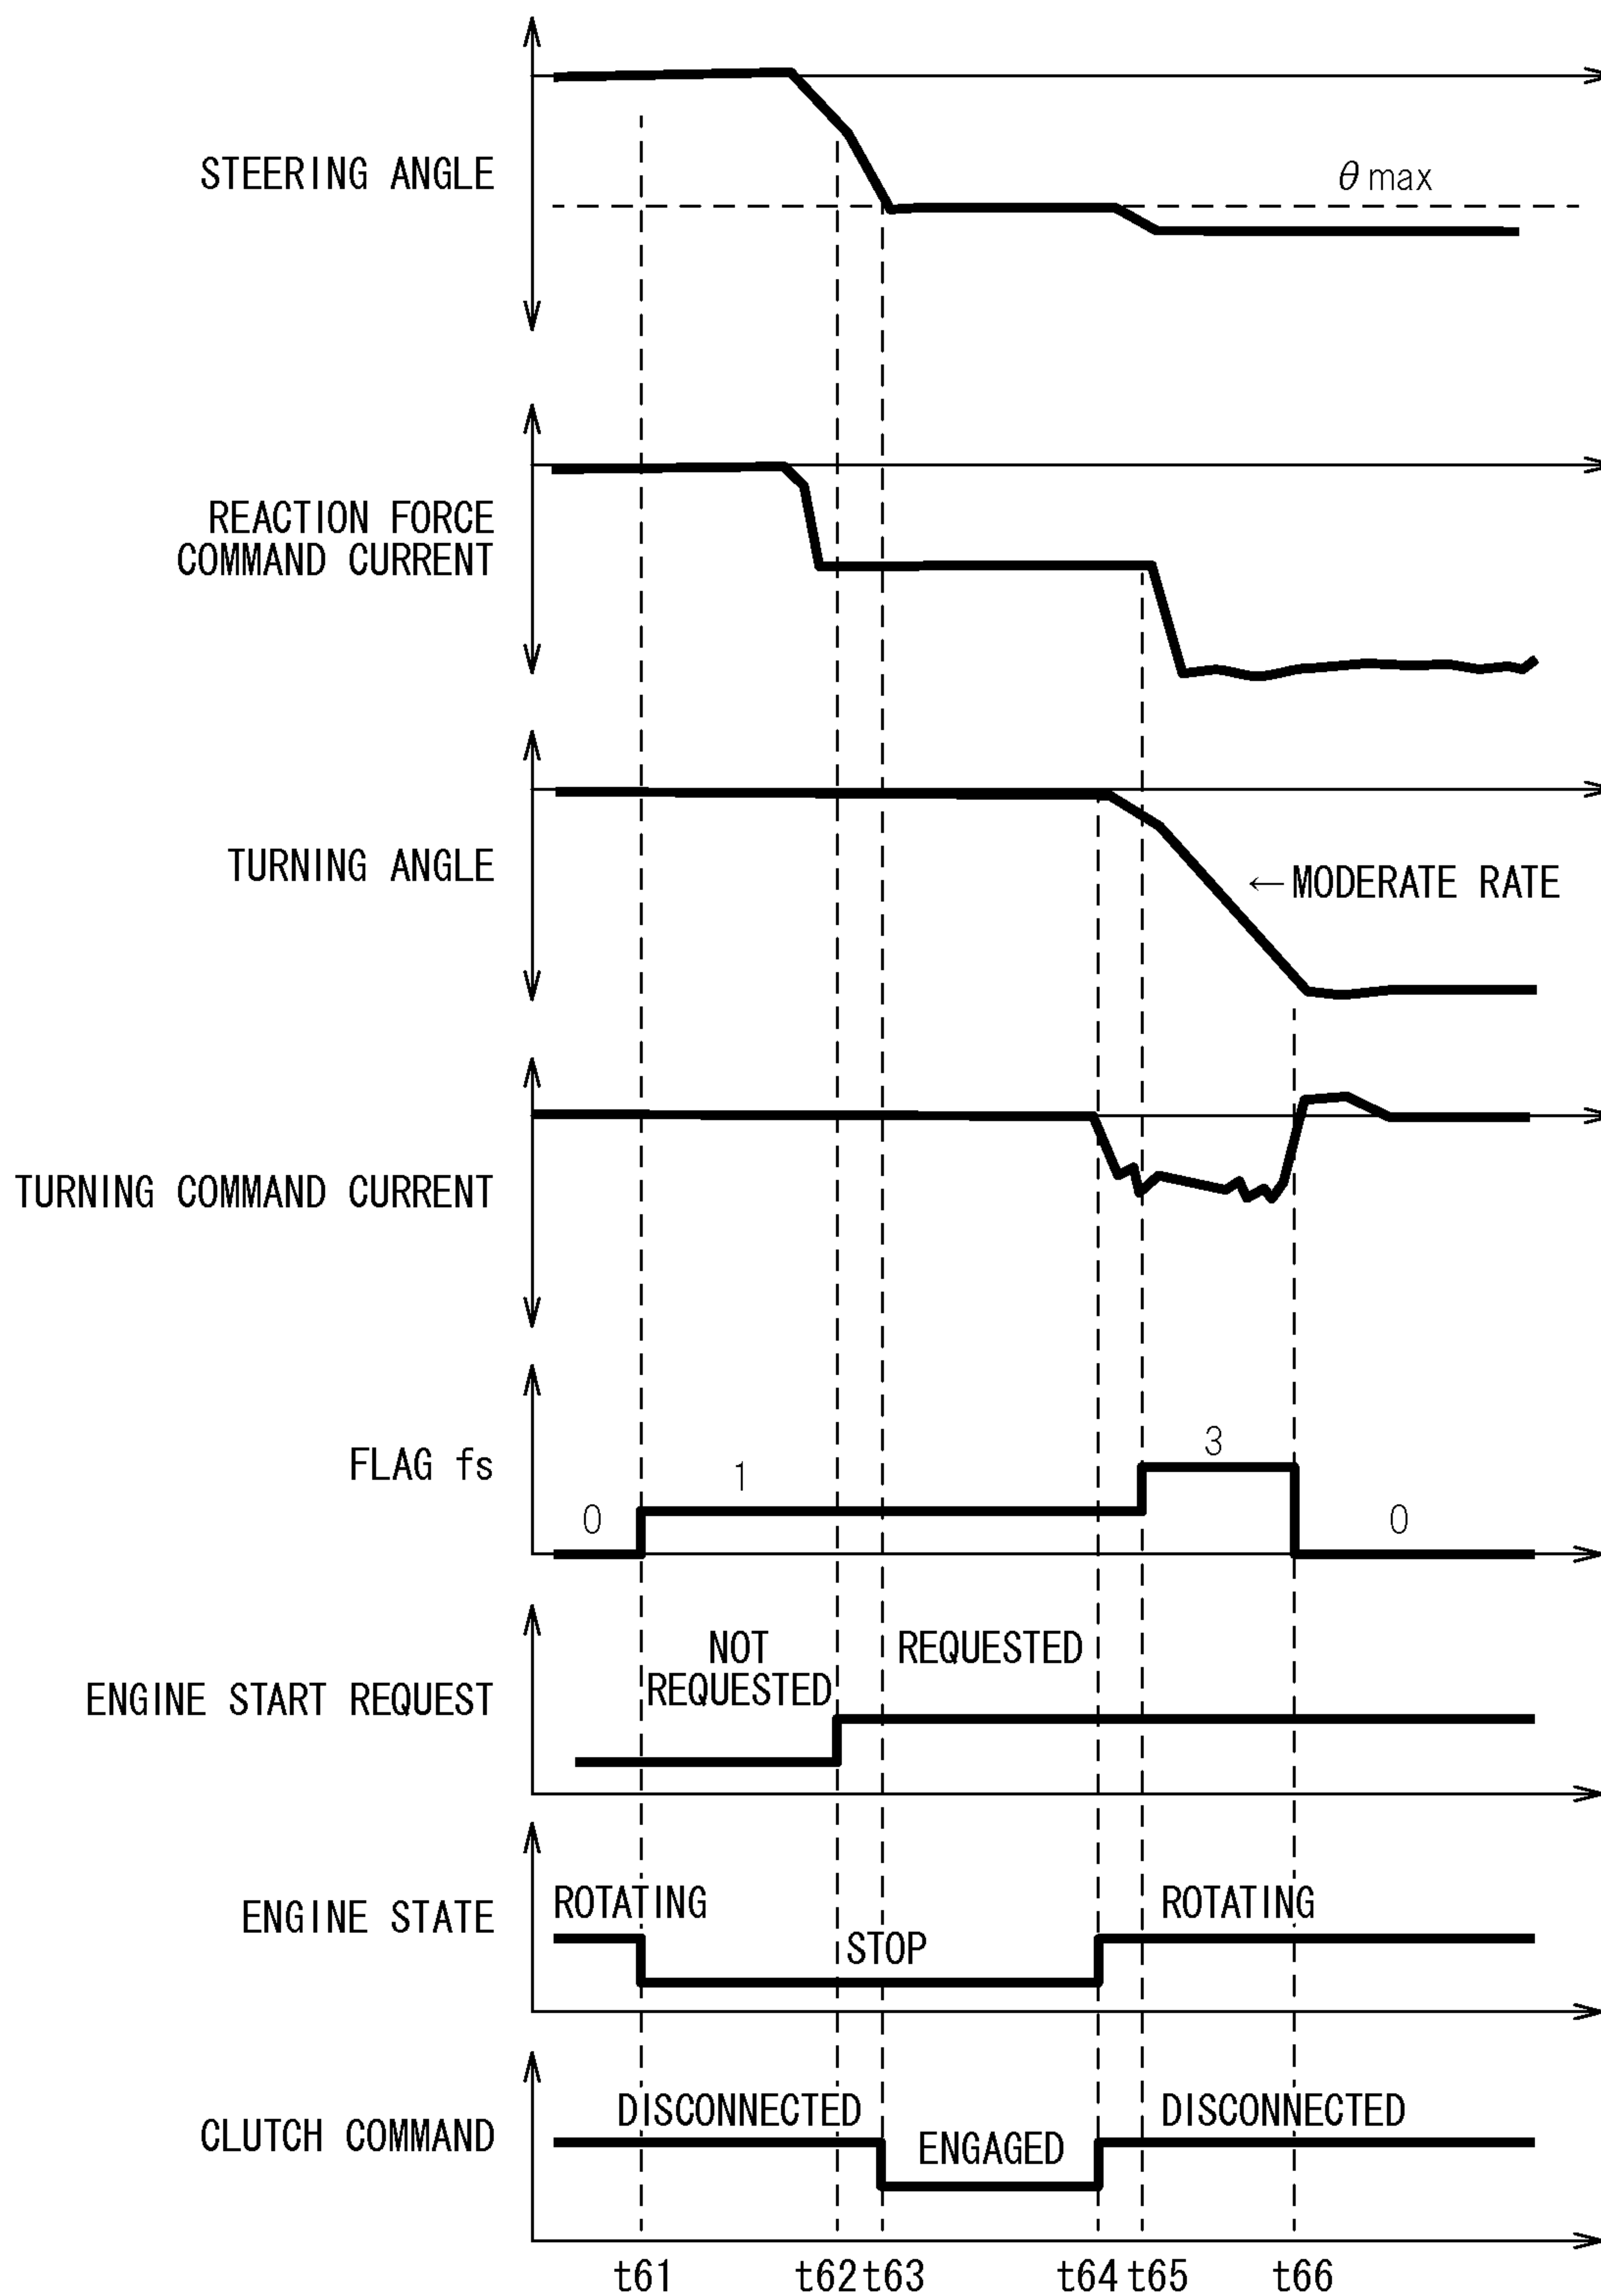 STEERING ANGLE
θmax
REACTION FORCE
COMMAND CURRENT
TURNING ANGLE
←MODERATE RATE
TURNING COMMAND CURRENT
FLAG fs
0
1
3
0
ENGINE START REQUEST
NOT
REQUESTED
REQUESTED
ENGINE STATE
ROTATING
STOP
ROTATING
CLUTCH COMMAND
DISCONNECTED
ENGAGED
DISCONNECTED
t61
t62
t63
t64
t65
t66